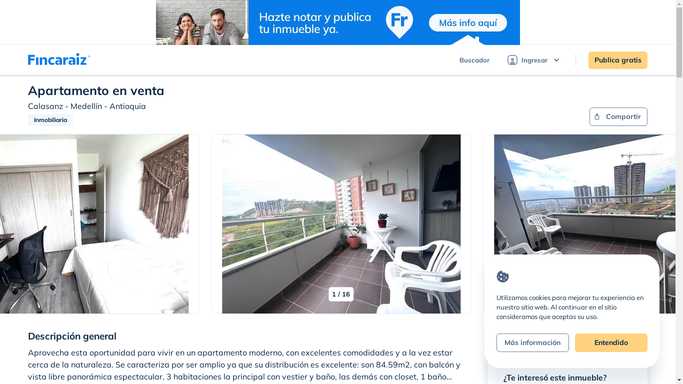 Hazte notar y publica
tu inmueble ya.
Fr
Más info aquí
Fincaraiz
Buscador
Ingresar
Publica gratis
Apartamento en venta
Calasanz - Medellín - Antioquia
Inmobiliaria
Compartir
1 / 16
Utilizamos cookies para mejorar tu experiencia en
nuestro sitio web. Al continuar en el sitio
consideramos que aceptas su uso.
Más información
Entendido
Descripción general
Aprovecha esta oportunidad para vivir en un apartamento moderno, con excelentes comodidades y a la vez estar
cerca de la naturaleza. Se caracteriza por ser amplio ya que su distribución es excelente: son 84.59m2, con balcón y
vista libre panorámica espectacular, 3 habitaciones la principal con vestier y baño, las demás con closet, 1 baño...
¿Te interesó este inmueble?